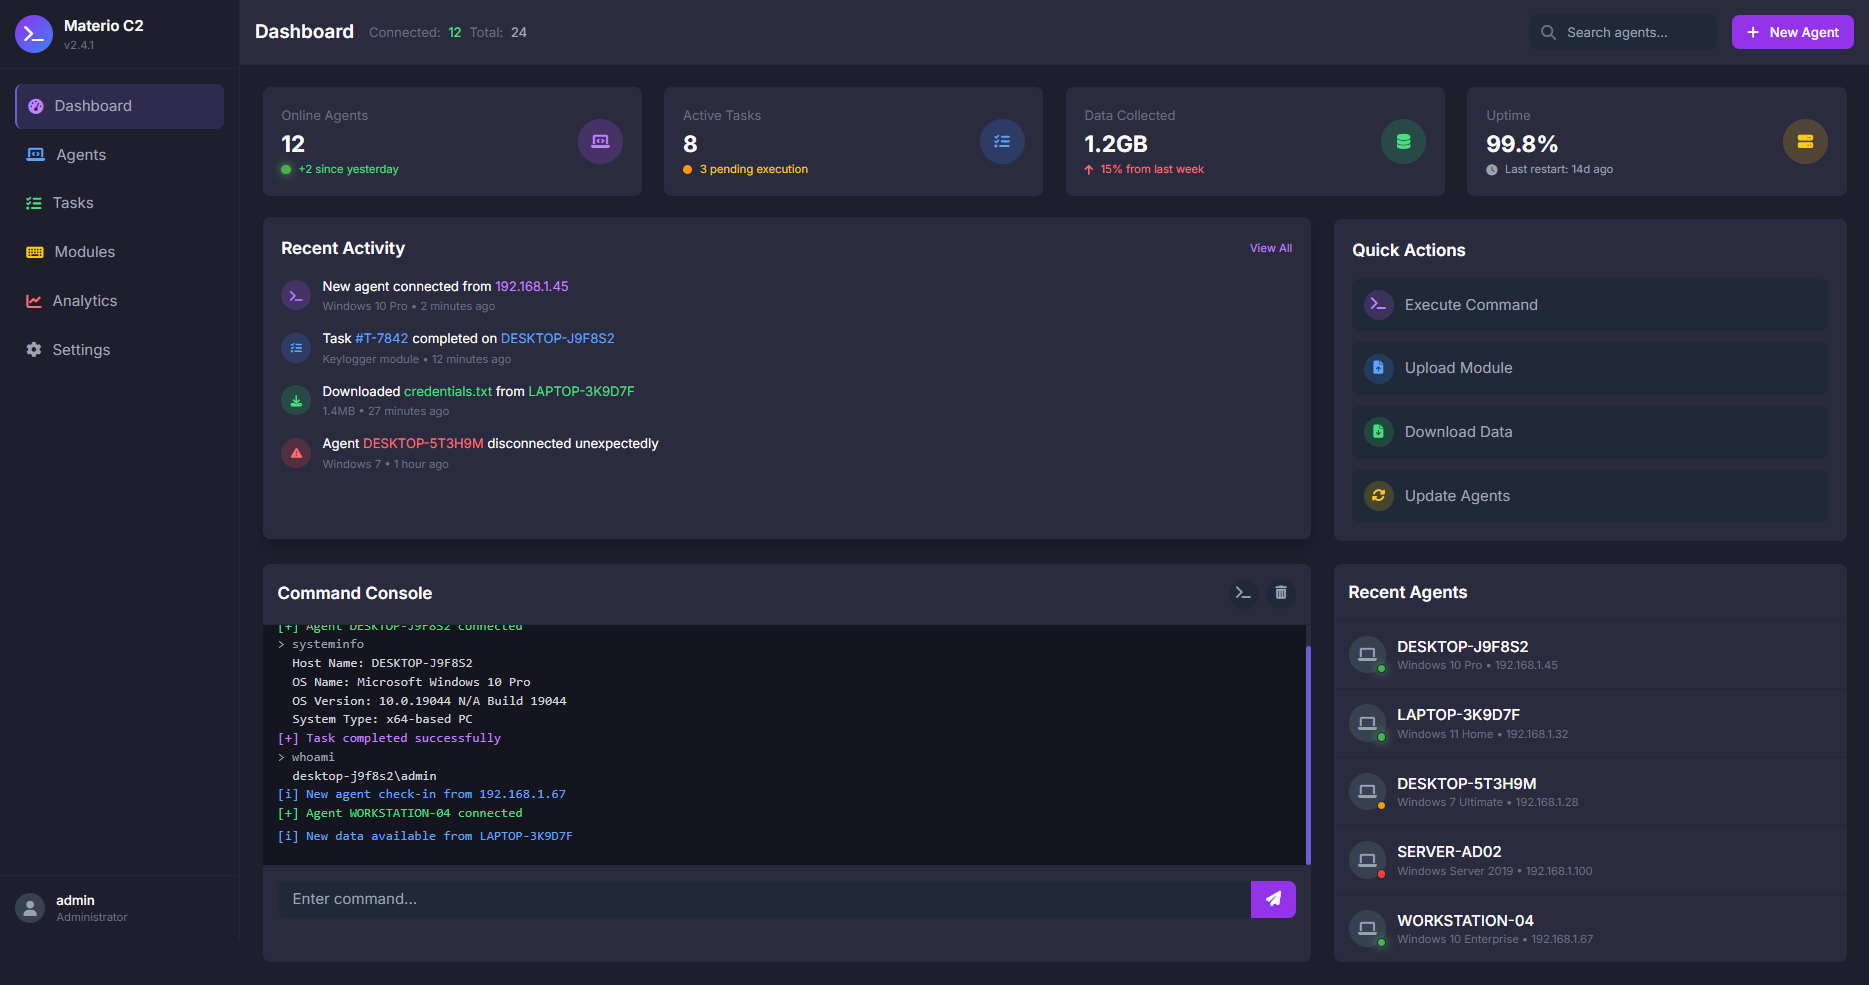 Materio C2
v2.4.1
Dashboard
Agents
Tasks
Modules
Analytics
Settings
admin
Administrator
Dashboard
Connected: 12 Total: 24
Search agents...
New Agent
Online Agents
12
+2 since yesterday
Active Tasks
8
3 pending execution
Data Collected
1.2GB
15% from last week
Uptime
99.8%
Last restart: 14d ago
Recent Activity
View All
New agent connected from 192.168.1.45
Windows 10 Pro • 2 minutes ago
Task #T-7842 completed on DESKTOP-J9F8S2
Keylogger module • 12 minutes ago
Downloaded credentials.txt from LAPTOP-3K9D7F
1.4MB • 27 minutes ago
Agent DESKTOP-5T3H9M disconnected unexpectedly
Windows 7 • 1 hour ago
Quick Actions
Execute Command
Upload Module
Download Data
Update Agents
Command Console
[+] Agent DESKTOP-J9F8S2 connected
> systeminfo
Host Name: DESKTOP-J9F8S2
OS Name: Microsoft Windows 10 Pro
OS Version: 10.0.19044 N/A Build 19044
System Type: x64-based PC
[+] Task completed successfully
> whoami
desktop-j9f8s2\admin
[i] New agent check-in from 192.168.1.67
[+] Agent WORKSTATION-04 connected
[i] New data available from LAPTOP-3K9D7F
Enter command...
Recent Agents
DESKTOP-J9F8S2
Windows 10 Pro • 192.168.1.45
LAPTOP-3K9D7F
Windows 11 Home • 192.168.1.32
DESKTOP-5T3H9M
Windows 7 Ultimate • 192.168.1.28
SERVER-AD02
Windows Server 2019 • 192.168.1.100
WORKSTATION-04
Windows 10 Enterprise • 192.168.1.67